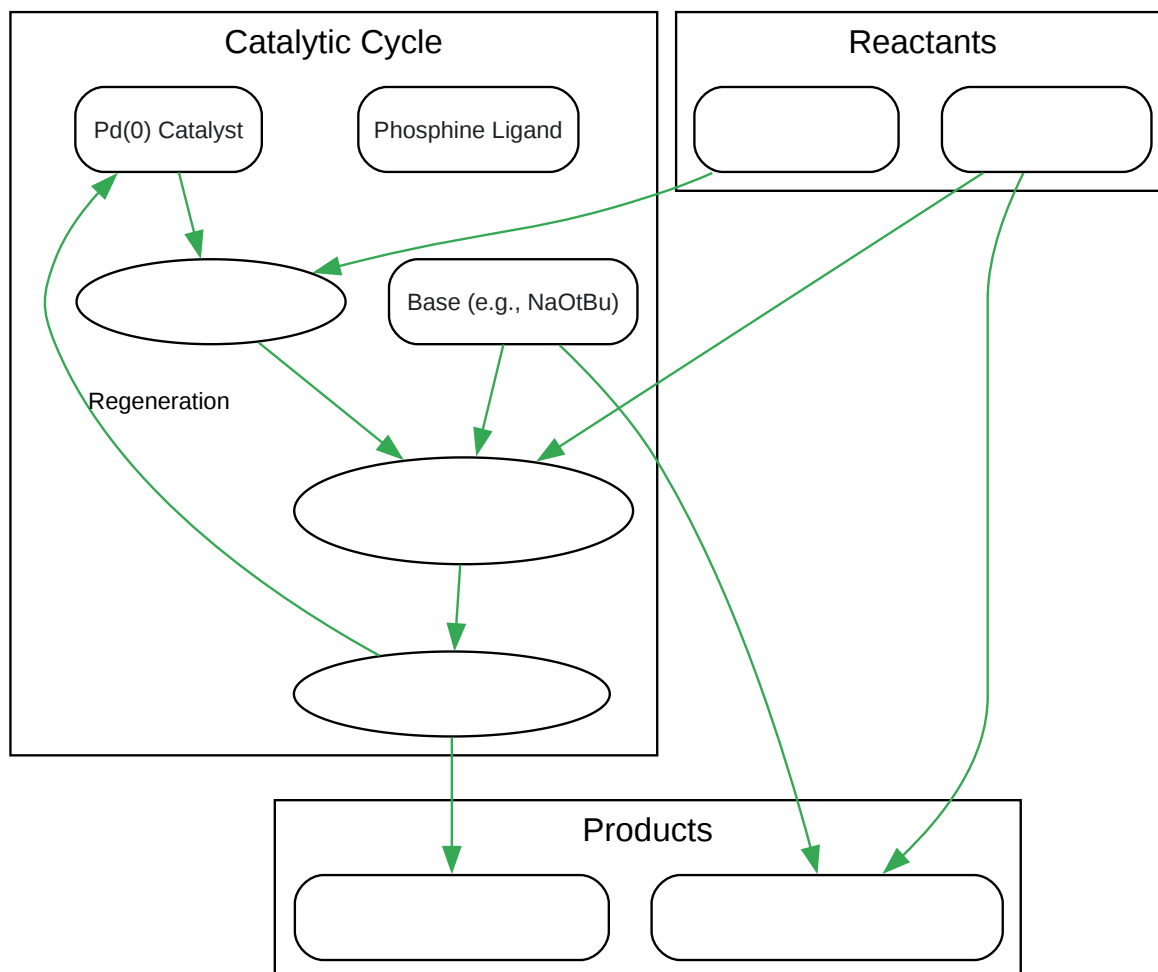 Catalytic Cycle
Reactants
Pd(0) Catalyst
Phosphine Ligand
Base (e.g., NaOtBu)
Regeneration
Products